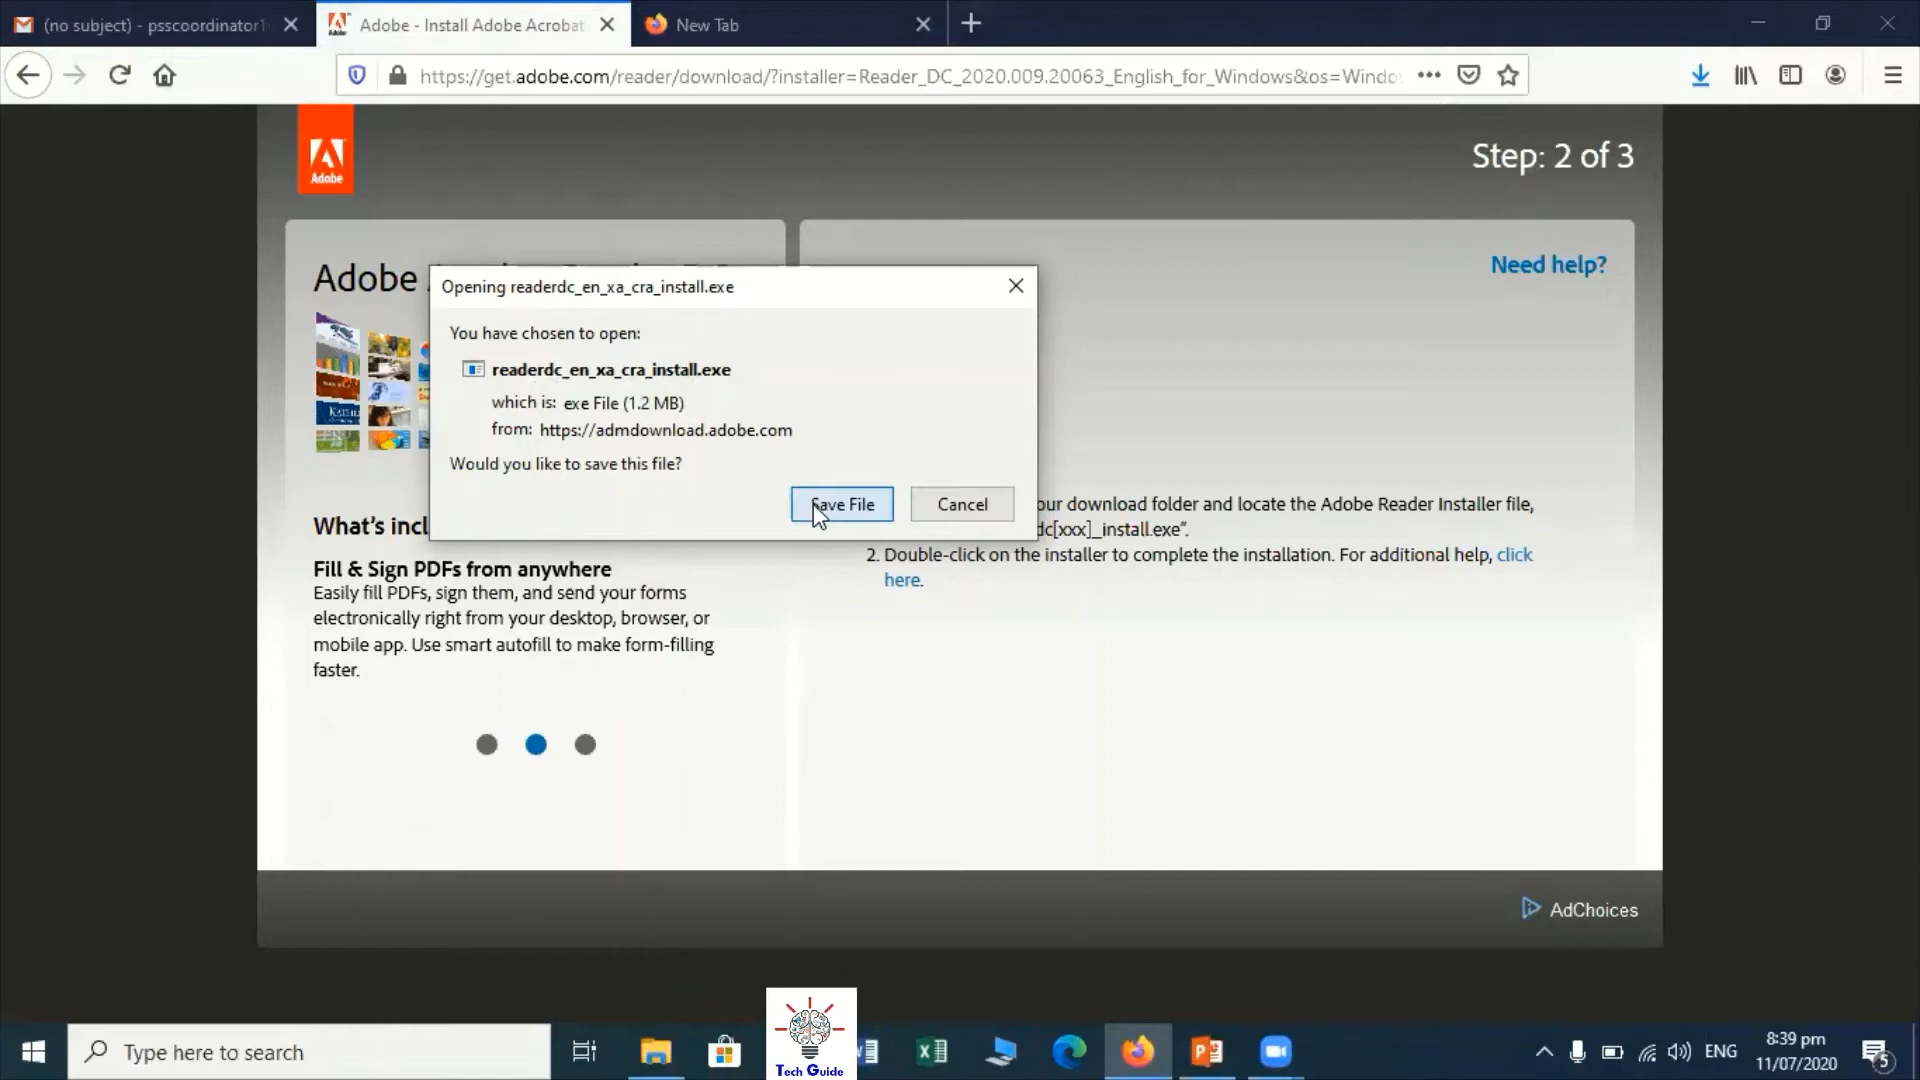 (no subject) - psscoordinator1
Adobe - Install Adobe Acrobat
New Tab
https://get.adobe.com/reader/download/?installer=Reader_DC_2020.009.20063_English_for_Windows&os=Windo
Adobe
Step: 2 of 3
Need help?
Adobe
Opening readerdc_en_xa_cra_install.exe
You have chosen to open:
readerdc_en_xa_cra_install.exe
which is: exe File (1.2 MB)
from: https://admdownload.adobe.com
Would you like to save this file?
Save File
Cancel
our download folder and locate the Adobe Reader Installer file,
dc[xxx]_install.exe".
2. Double-click on the installer to complete the installation. For additional help, click
here.
What's incl
Fill & Sign PDFs from anywhere
Easily fill PDFs, sign them, and send your forms
electronically right from your desktop, browser, or
mobile app. Use smart autofill to make form-filling
faster.
AdChoices
Type here to search
Tech Guide
ENG
8:39 pm
11/07/2020
5